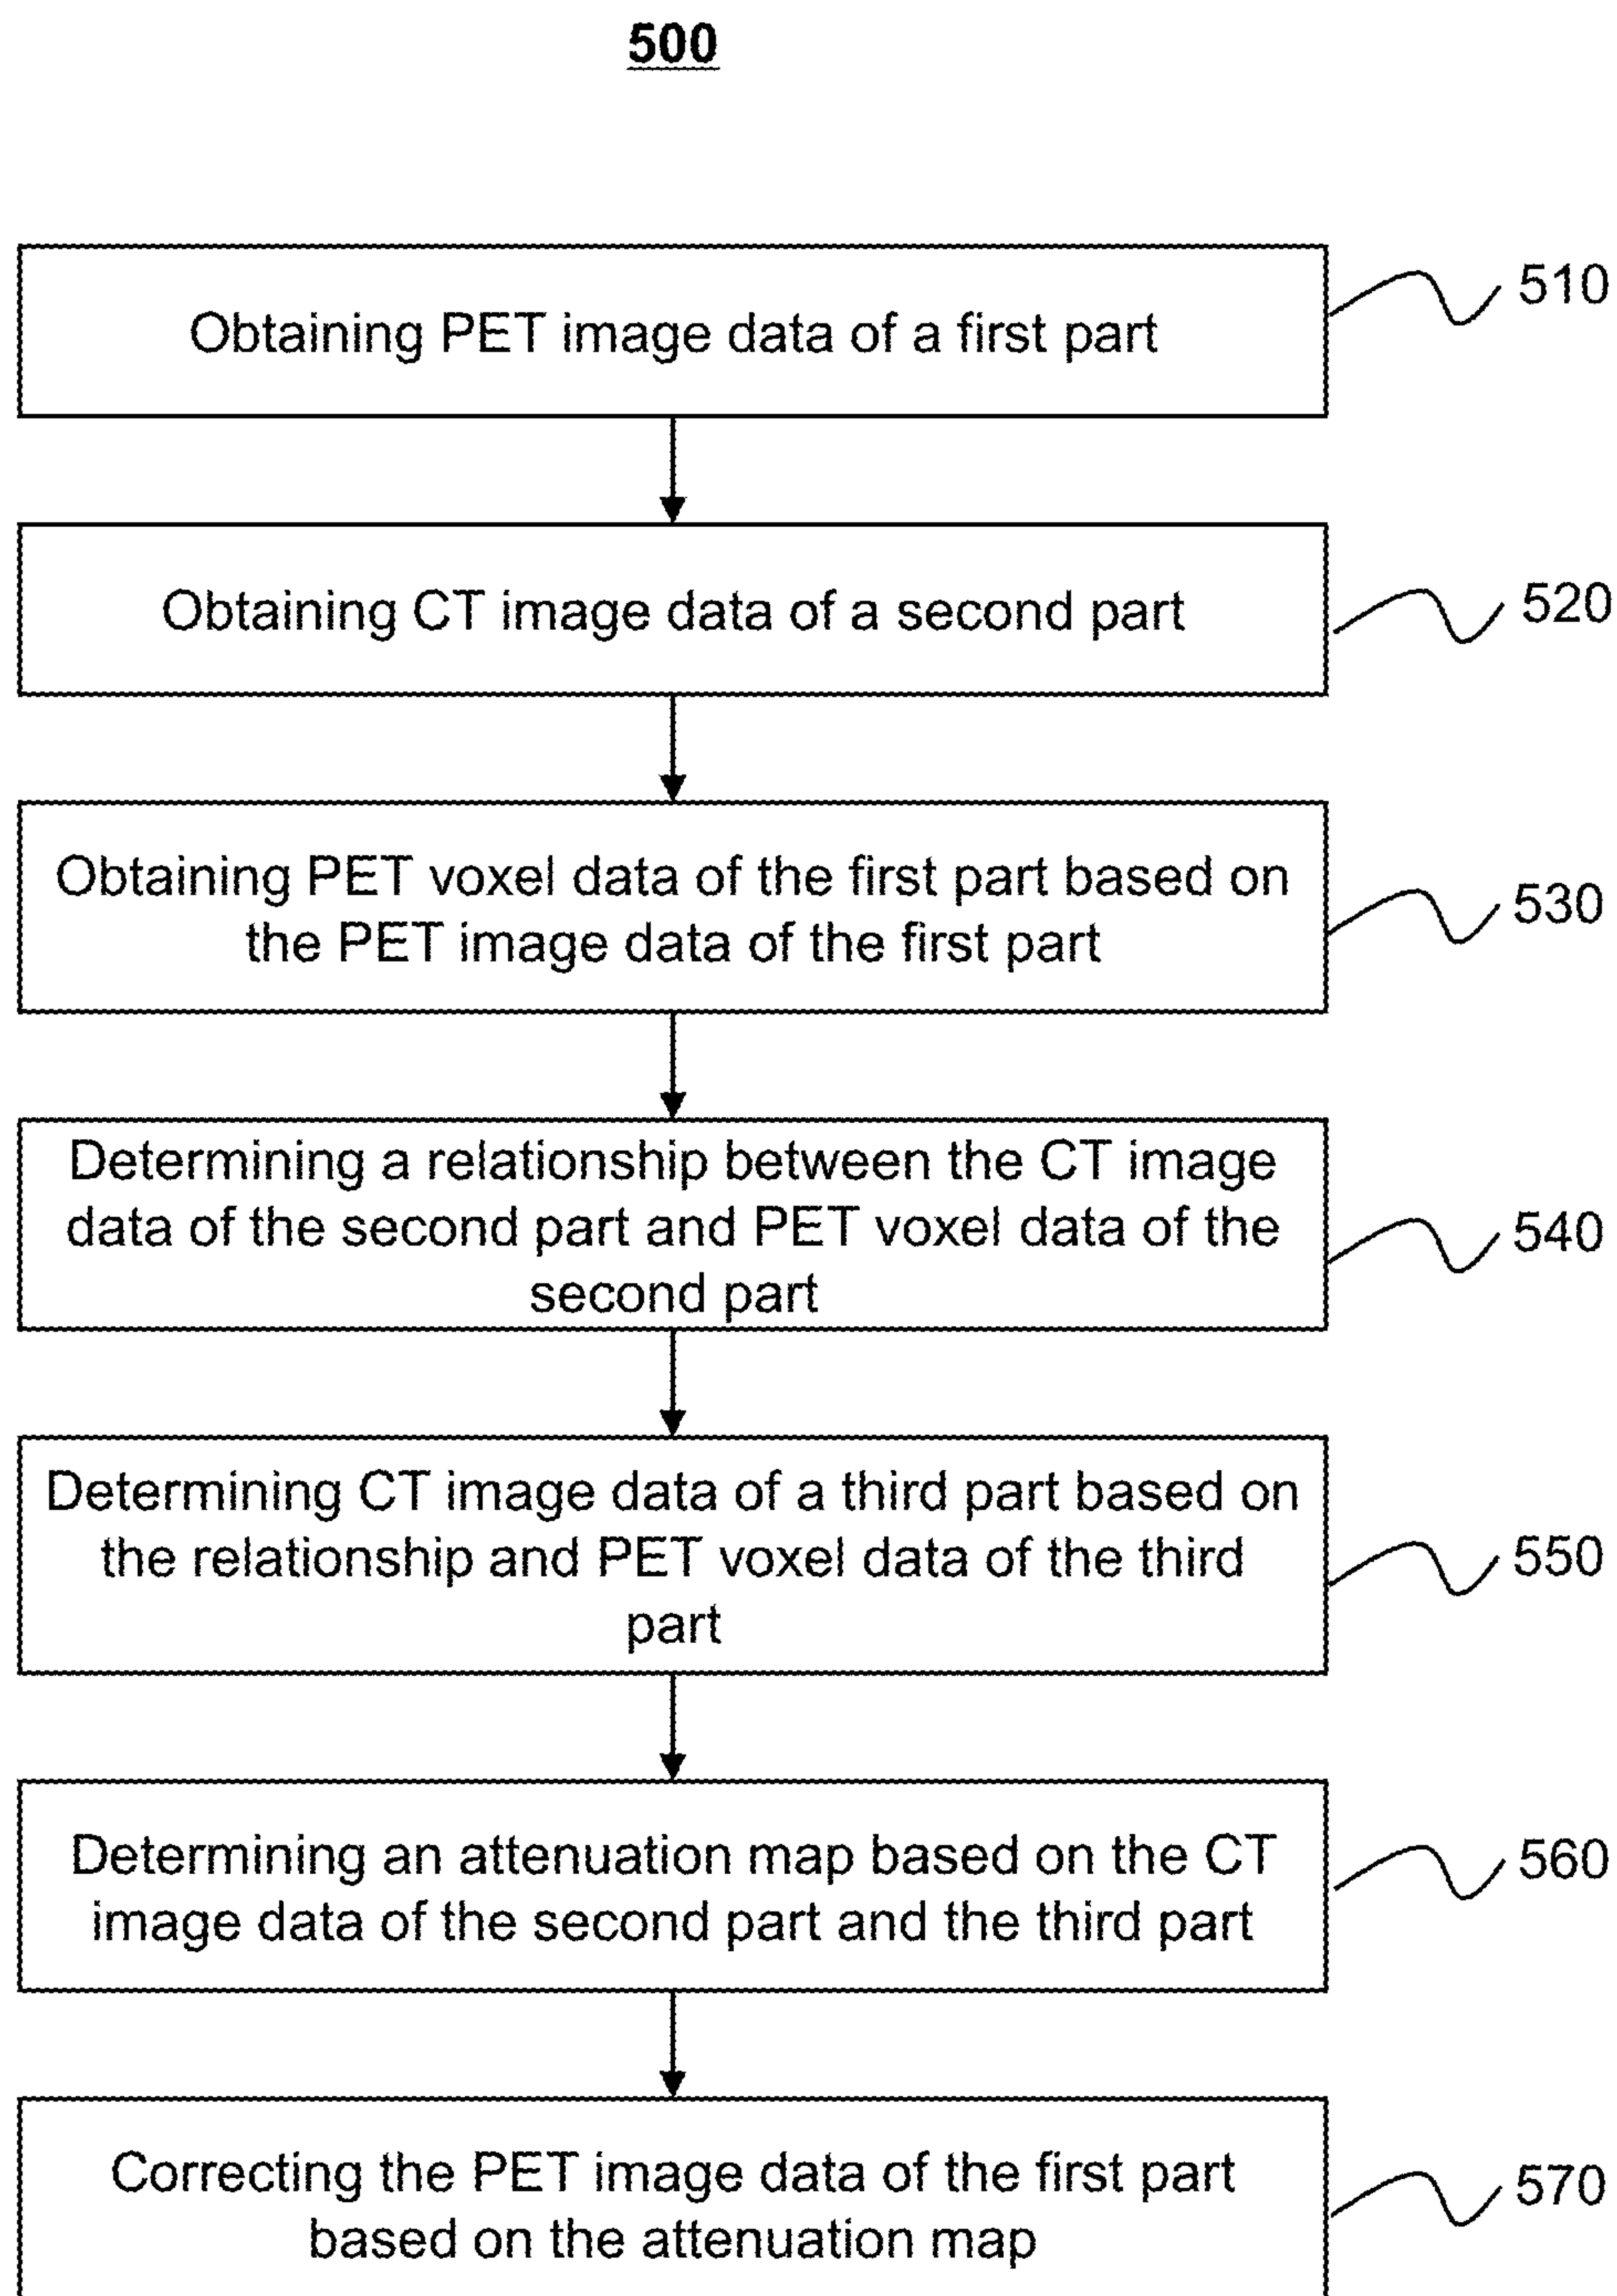 500
Obtaining PET image data of a first part
510
Obtaining CT image data of a second part
520
Obtaining PET voxel data of the first part based on
the PET image data of the first part
530
Determining a relationship between the CT image
data of the second part and PET voxel data of the
second part
540
Determining CT image data of a third part based on
the relationship and PET voxel data of the third
part
550
Determining an attenuation map based on the CT
image data of the second part and the third part
560
Correcting the PET image data of the first part
based on the attenuation map
570